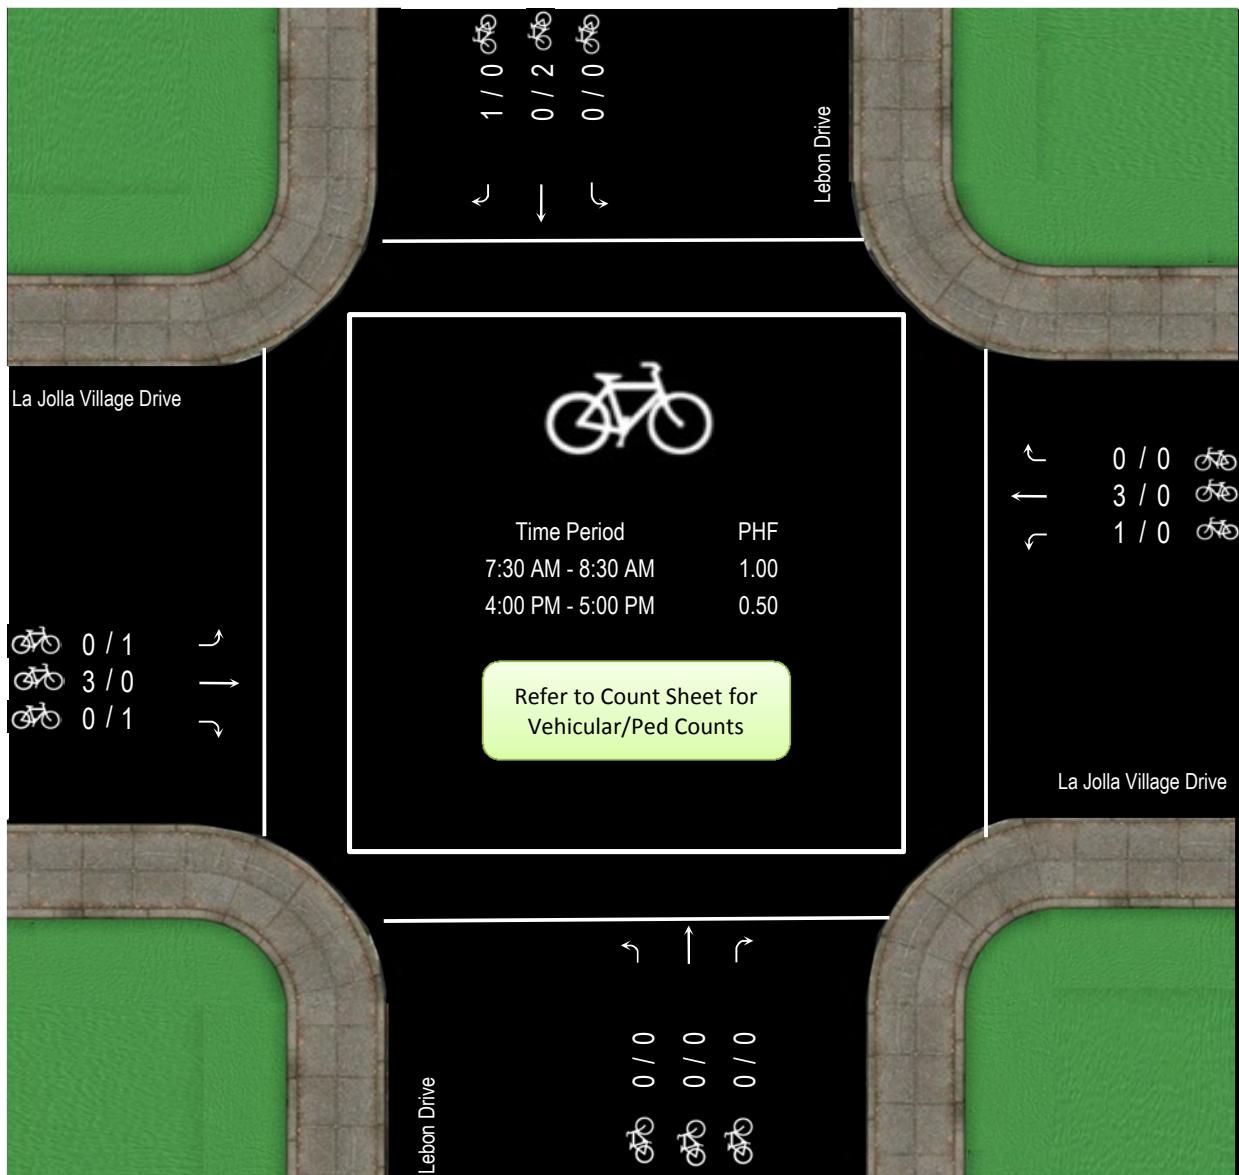 1 / 0
0 / 2
0 / 0
Lebon Drive
La Jolla Village Drive
0 / 0
3 / 0
1 / 0
Time Period PHF
7:30 AM - 8:30 AM 1.00
4:00 PM - 5:00 PM 0.50
0 / 1
3 / 0
0 / 1
Refer to Count Sheet for
Vehicular/Ped Counts
La Jolla Village Drive
0 / 0
0 / 0
0 / 0
Lebon Drive